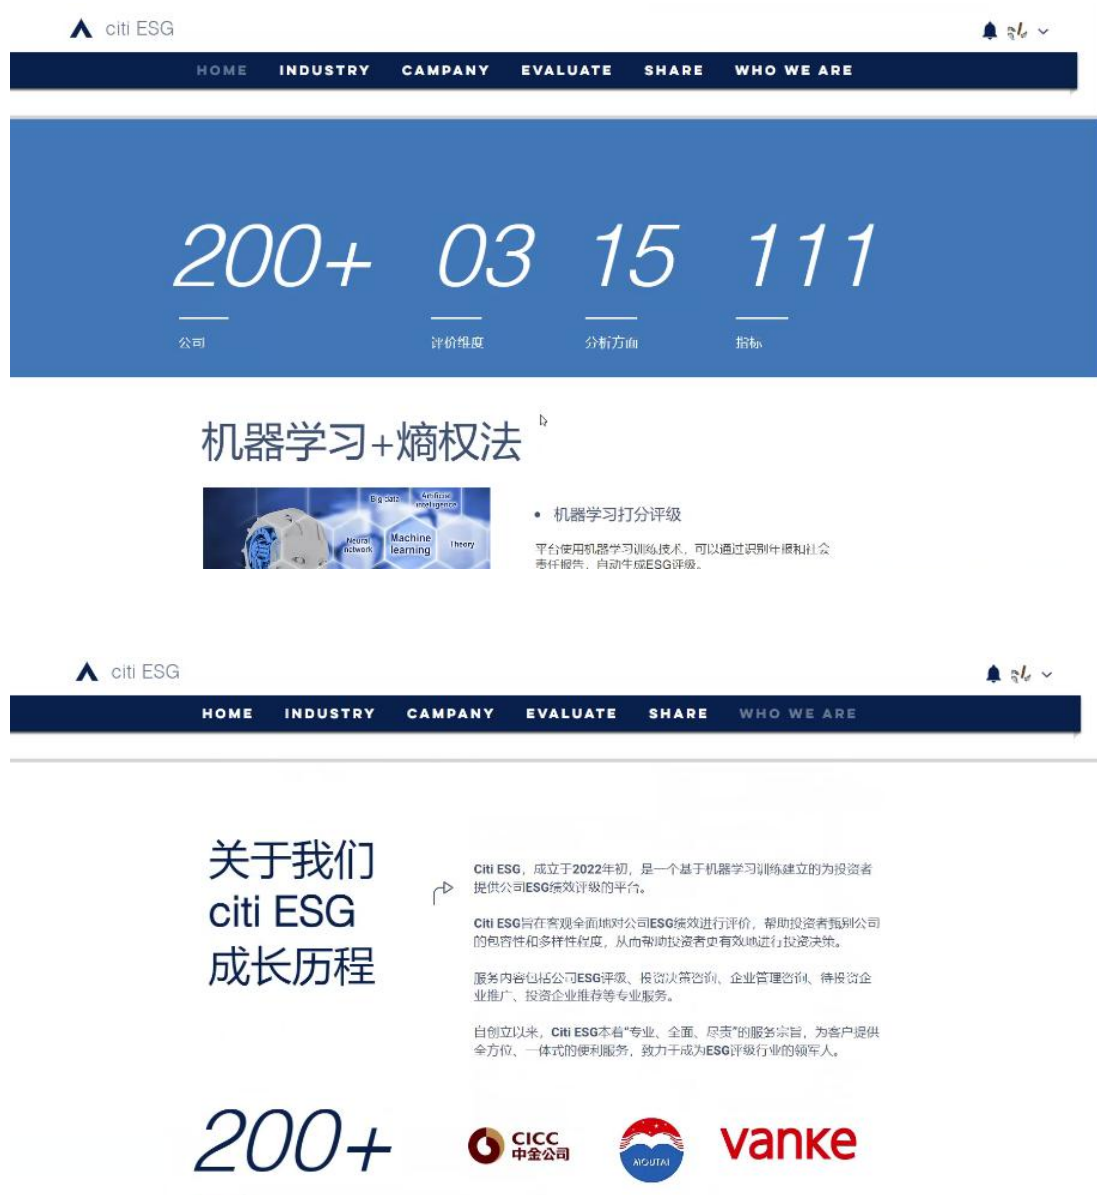 citi ESG
HOME INDUSTRY CAMPANY EVALUATE SHARE WHO WE ARE
200+ 03 15 111
公司 评价维度 分析方面 指标
机器学习+熵权法
Big data Artificial intelligence
Neural network Machine learning Theory
• 机器学习打分评级
平台使用机器学习训练技术，可以通过识别年报和社会
责任报告，自动生成ESG评级。
citi ESG
HOME INDUSTRY CAMPANY EVALUATE SHARE WHO WE ARE
关于我们
citi ESG
成长历程
Citi ESG，成立于2022年初，是一个基于机器学习训练建立的为投资者
提供公司ESG绩效评级的平台。
Citi ESG旨在客观全面地对公司ESG绩效进行评价，帮助投资者甄别公司
的包容性和多样性程度，从而帮助投资者更有效地进行投资决策。
服务内容包括公司ESG评级、投资决策咨询、企业管理咨询、待投资企
业推广、投资企业推荐等专业服务。
自创立以来，Citi ESG本着“专业、全面、尽责”的服务宗旨，为客户提供
全方位、一体式的便利服务，致力于成为ESG评级行业的领军人。
200+
CICC
中金公司
MOUTAI
vanke